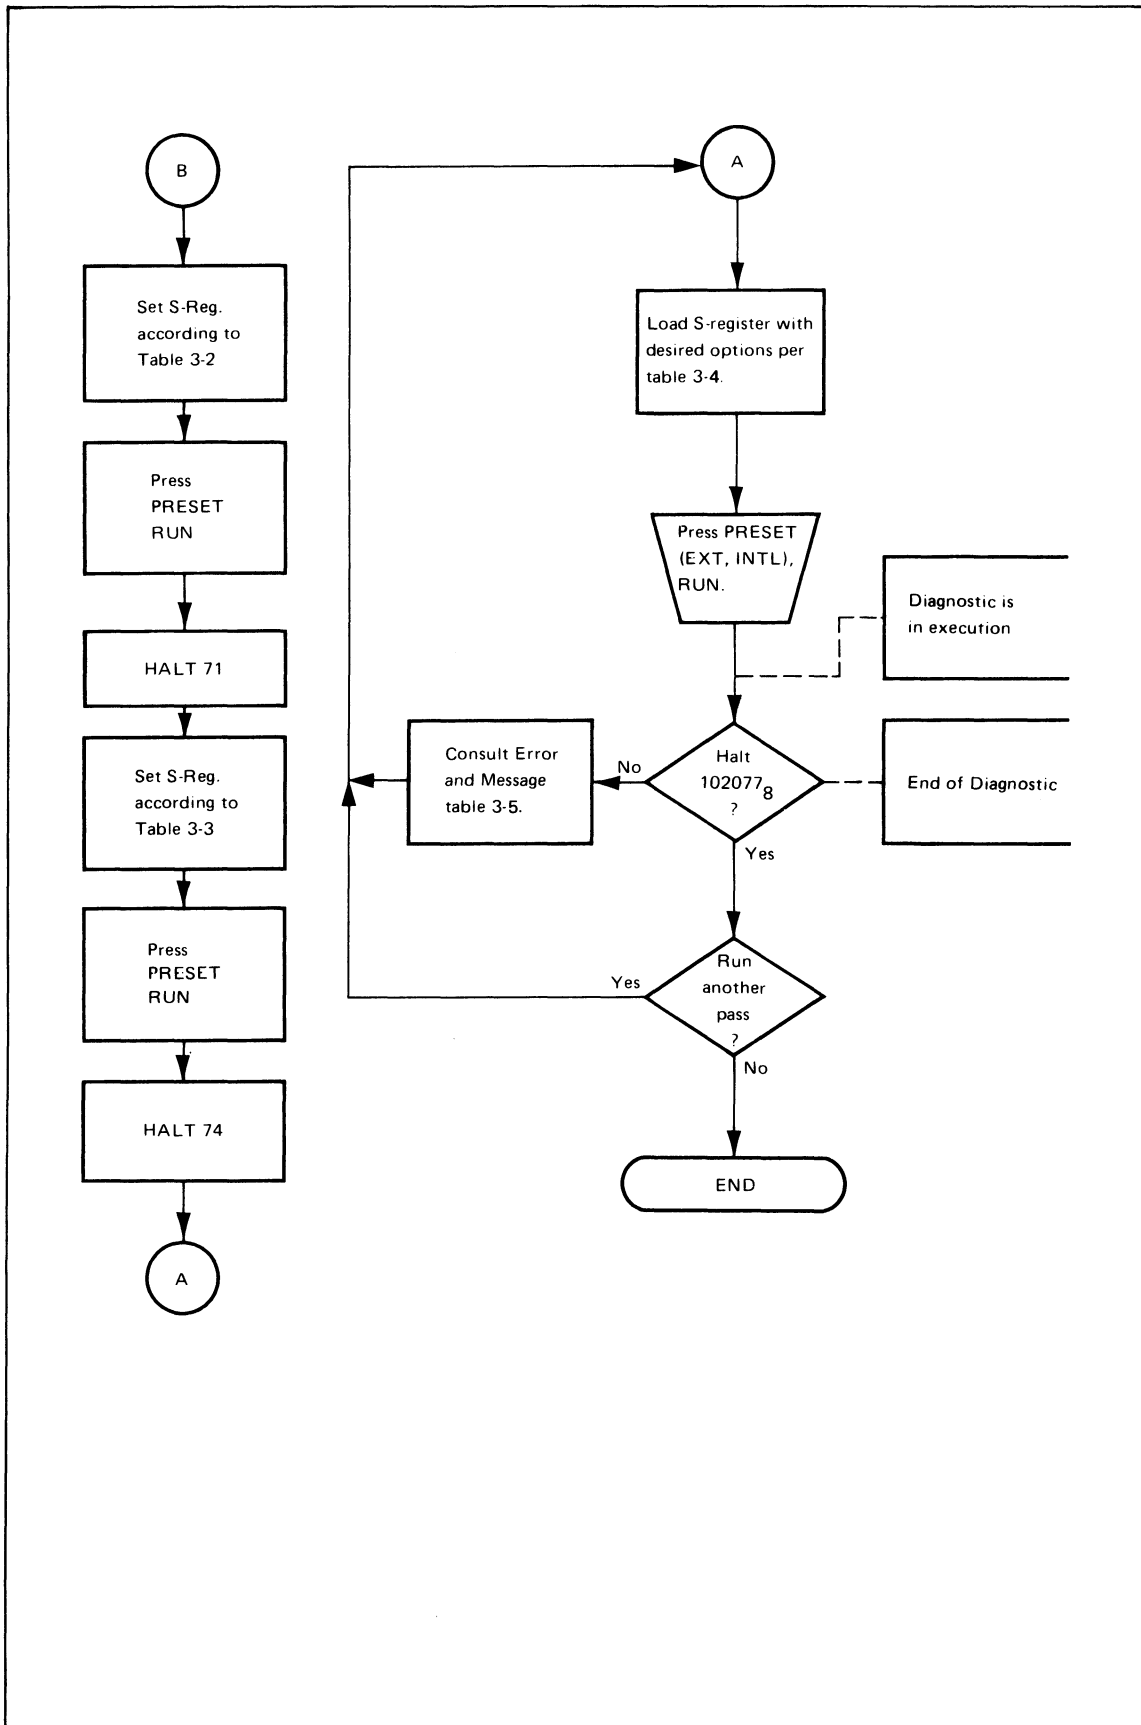 B
Set S-Reg.
according to
Table 3-2
Press
PRESET
RUN
HALT 71
Set S-Reg.
according to
Table 3-3
Press
PRESET
RUN
HALT 74
A
A
Load S-register with
desired options per
table 3-4.
Press PRESET
(EXT, INTL),
RUN.
Diagnostic is
in execution
Halt
102077₈
?
No
Consult Error
and Message
table 3-5.
End of Diagnostic
Yes
Run
another
pass
?
Yes
No
END